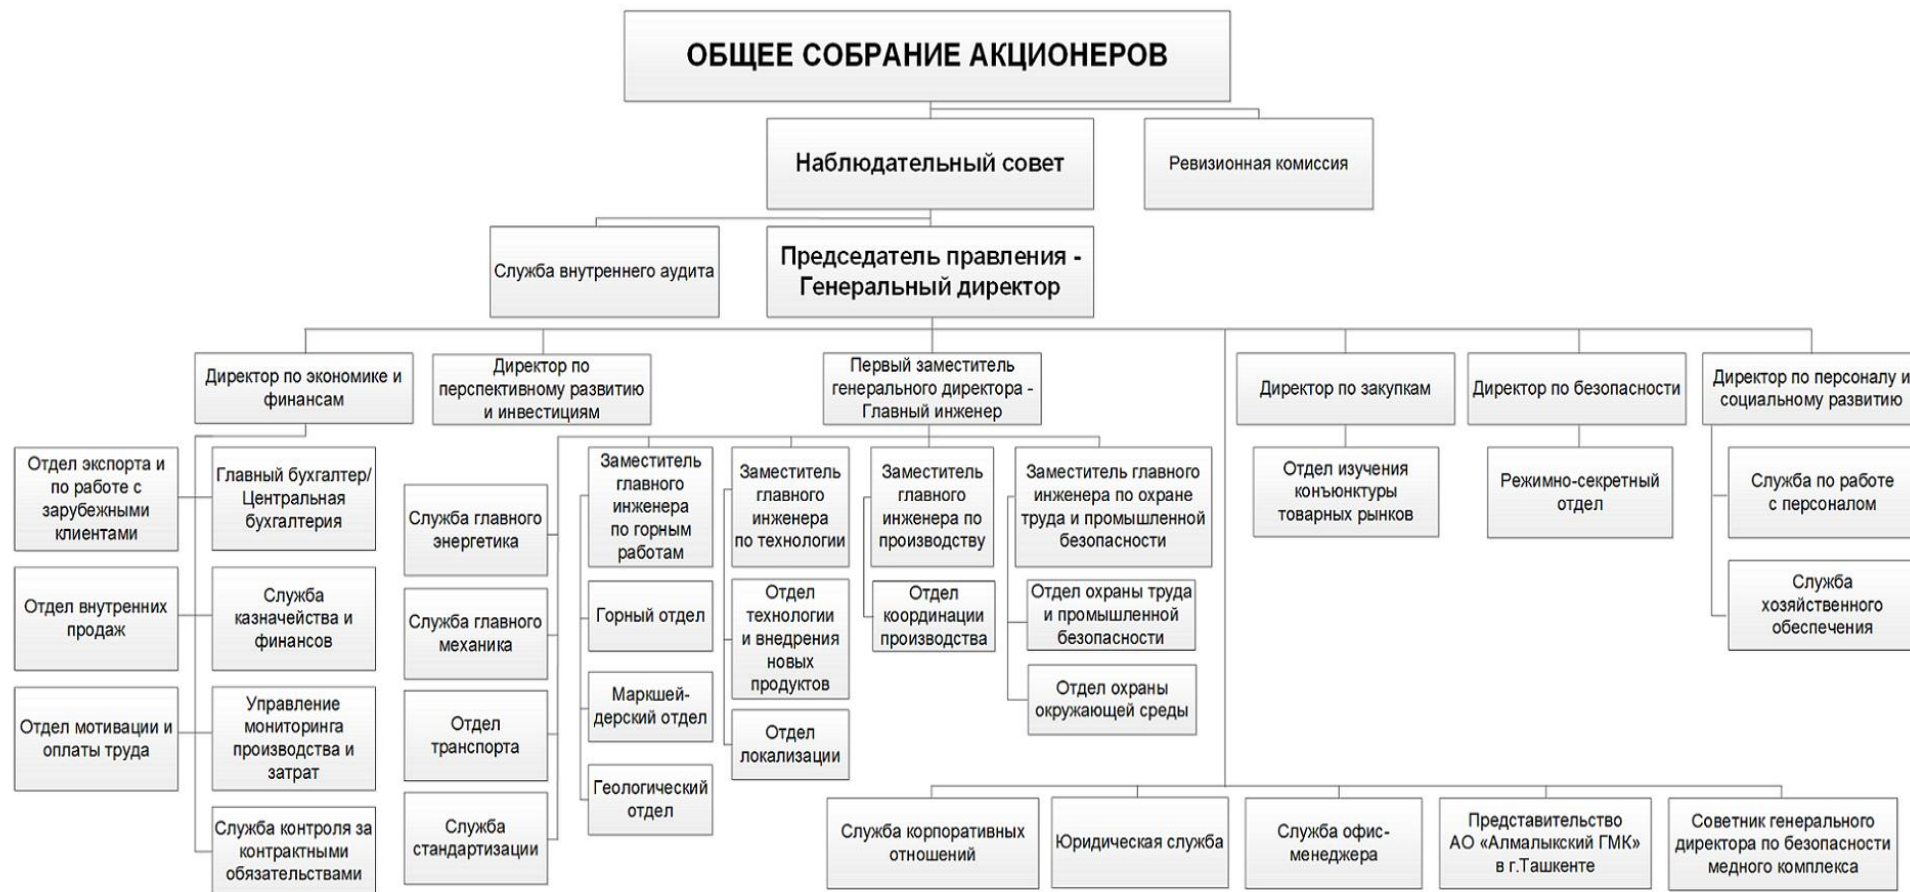 ОБЩЕЕ СОБРАНИЕ АКЦИОНЕРОВ
Наблюдательный совет
Ревизионная комиссия
Служба внутреннего аудита
Председатель правления -
Генеральный директор
Директор по экономике и
финансам
Директор по
перспективному развитию
и инвестициям
Первый заместитель
генерального директора -
Главный инженер
Директор по закупкам
Директор по безопасности
Директор по персоналу и
социальному развитию
Отдел экспорта и
по работе с
зарубежными
клиентами
Главный бухгалтер/
Центральная
бухгалтерия
Отдел внутренних
продаж
Служба
казначейства и
финансов
Отдел мотивации и
оплаты труда
Управление
мониторинга
производства и
затрат
Служба контроля за
контрактными
обязательствами
Служба главного
энергетика
Служба главного
механика
Отдел
транспорта
Служба
стандартизации
Заместитель
главного
инженера
по горным
работам
Горный отдел
Маркшей-
дерский отдел
Геологический
отдел
Заместитель
главного
инженера
по технологии
Отдел
технологии
и внедрения
новых
продуктов
Отдел
локализации
Заместитель
главного
инженера по
производству
Отдел
координации
производства
Заместитель главного
инженера по охране
труда и промышленной
безопасности
Отдел охраны труда
и промышленной
безопасности
Отдел охраны
окружающей среды
Отдел изучения
конъюнктуры
товарных рынков
Режимно-секретный
отдел
Служба по работе
с персоналом
Служба
хозяйственного
обеспечения
Служба корпоративных
отношений
Юридическая служба
Служба офис-
менеджера
Представительство
АО «Алмалыкский ГМК»
в г.Ташкенте
Советник генерального
директора по безопасности
медного комплекса